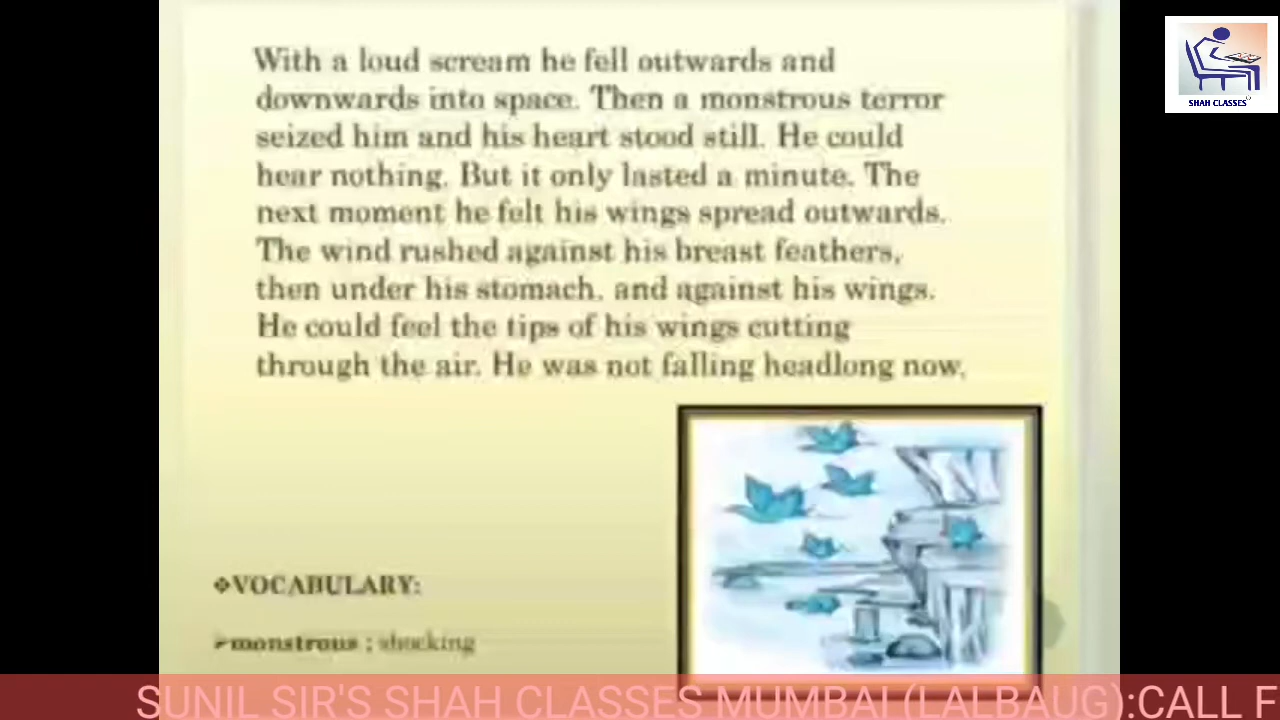 With a loud scream he fell outwards and
downwards into space. Then a monstrous terror
seized him and his heart stood still. He could
hear nothing. But it only lasted a minute. The
next moment he felt his wings spread outwards.
The wind rushed against his breast feathers,
then under his stomach, and against his wings.
He could feel the tips of his wings cutting
through the air. He was not falling headlong now.
❖VOCABULARY:
➢monstrous : shocking
SHAH CLASSES
SUNIL SIR'S SHAH CLASSES MUMBAI (LALBAUG):CALL F